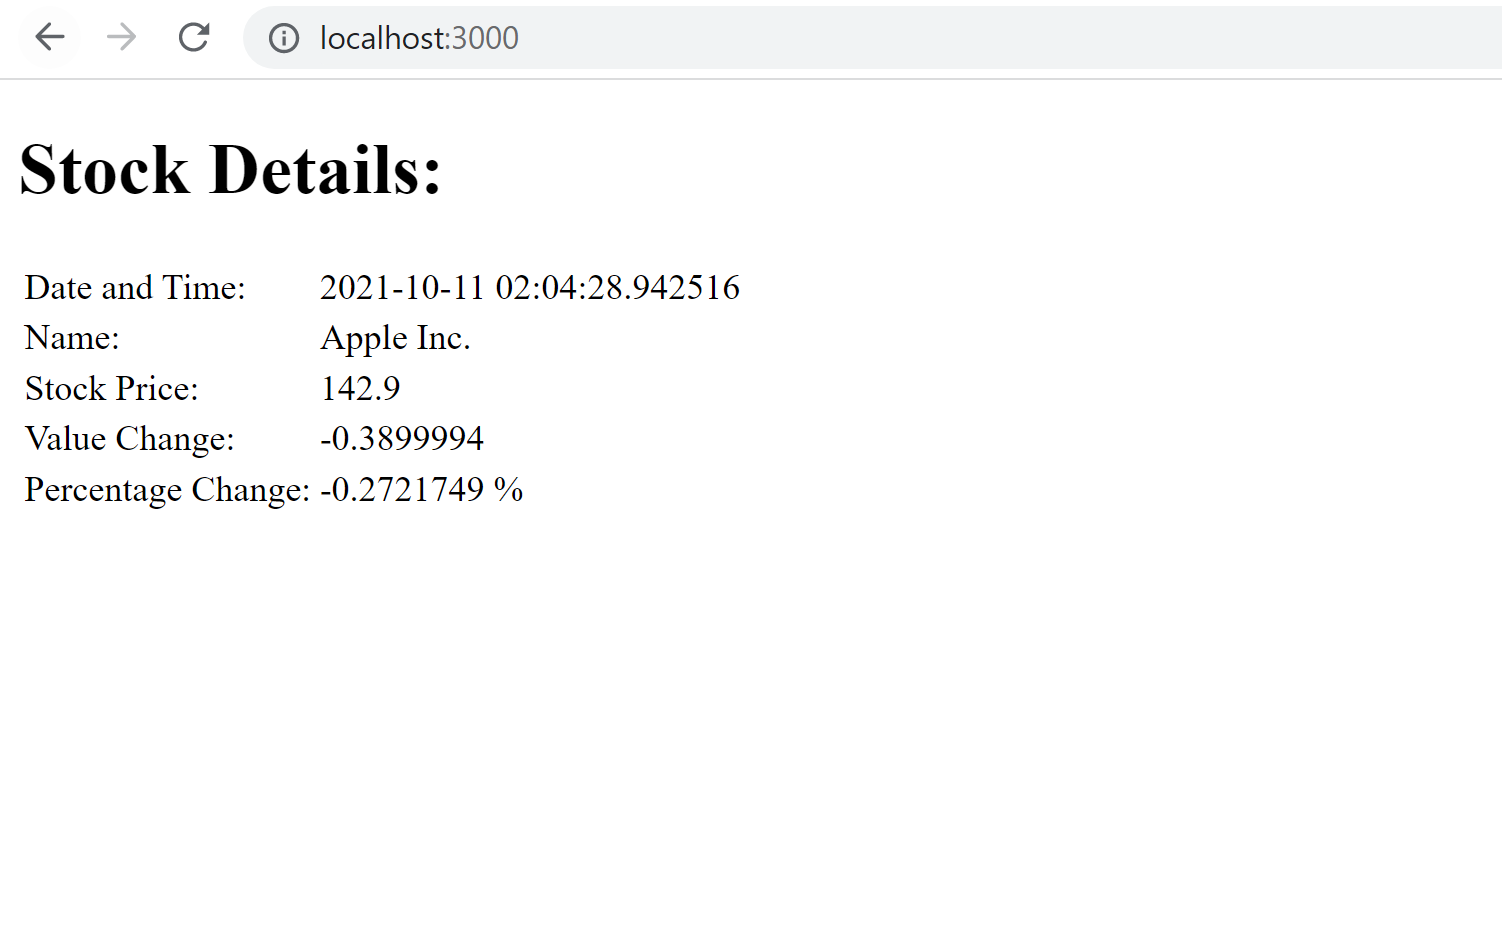 localhost:3000
Stock Details:
Date and Time: 2021-10-11 02:04:28.942516
Name: Apple Inc.
Stock Price: 142.9
Value Change: -0.3899994
Percentage Change: -0.2721749 %